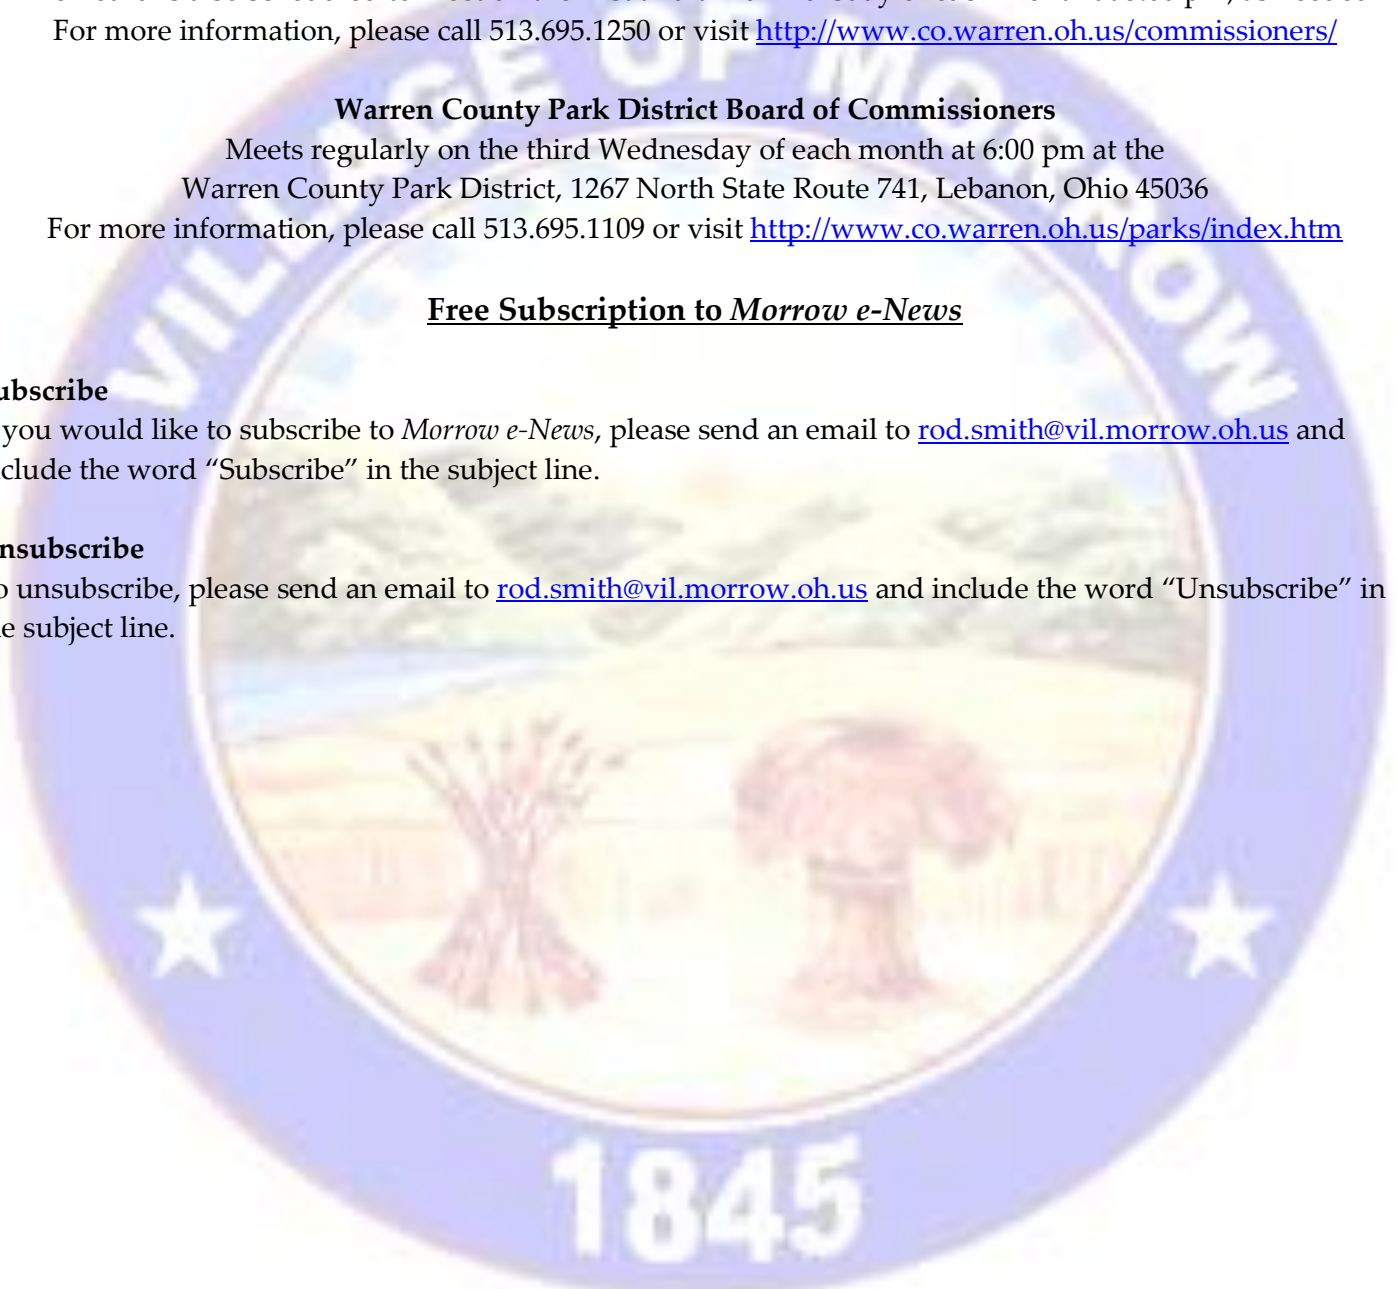 For more information, please call 513.695.1250 or visit http://www.co.warren.oh.us/commissioners/
Warren County Park District Board of Commissioners
Meets regularly on the third Wednesday of each month at 6:00 pm at the
Warren County Park District, 1267 North State Route 741, Lebanon, Ohio 45036
For more information, please call 513.695.1109 or visit http://www.co.warren.oh.us/parks/index.htm
Free Subscription to Morrow e-News
ubscribe
you would like to subscribe to Morrow e-News, please send an email to rod.smith@vil.morrow.oh.us and
clude the word “Subscribe” in the subject line.
nsubscribe
o unsubscribe, please send an email to rod.smith@vil.morrow.oh.us and include the word “Unsubscribe” in
e subject line.
VILLAGE OF MORROW
1845